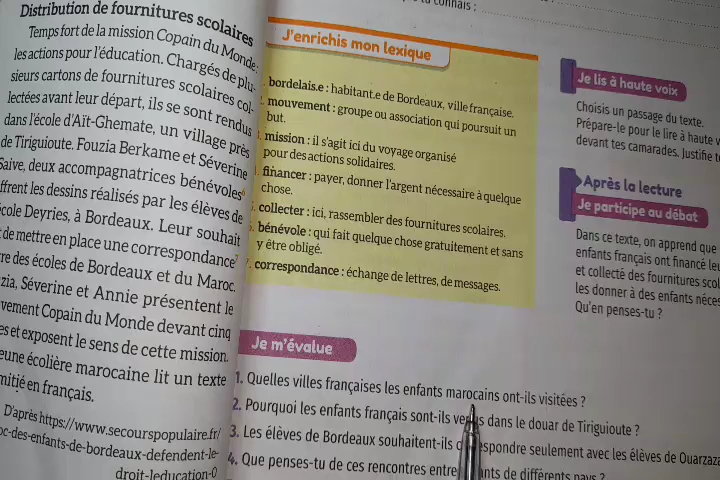 tu connais :
Distribution de fournitures scolaires
Temps fort de la mission Copain du Monde:
les actions pour l'éducation. Chargés de plu-
sieurs cartons de fournitures scolaires col-
lectées avant leur départ, ils se sont rendus
dans l'école d'Aït-Ghemate, un village près
de Tiriguioute. Fouzia Berkame et Séverine
Saive, deux accompagnatrices bénévoles
ffrent les dessins réalisés par les élèves de
cole Deyries, à Bordeaux. Leur souhait
de mettre en place une correspondance
re des écoles de Bordeaux et du Maroc.
zia, Séverine et Annie présentent le
vement Copain du Monde devant cinq
es et exposent le sens de cette mission.
eune écolière marocaine lit un texte
mitié en français.
D'après https://www.secourspopulaire.fr/
oc-des-enfants-de-bordeaux-defendent-le-
droit-leducation-0
J'enrichis mon lexique
bordelais.e : habitant.e de Bordeaux, ville française.
mouvement : groupe ou association qui poursuit un
but.
mission : il s'agit ici du voyage organisé
pour des actions solidaires.
financer : payer, donner l'argent nécessaire à quelque
chose.
collecter : ici, rassembler des fournitures scolaires.
bénévole : qui fait quelque chose gratuitement et sans
y être obligé.
correspondance : échange de lettres, de messages.
Je lis à haute voix
Choisis un passage du texte.
Prépare-le pour le lire à haute v
devant tes camarades. Justifie t
Après la lecture
Je participe au débat
Dans ce texte, on apprend que
enfants français ont financé leu
et collecté des fournitures scol
les donner à des enfants néces
Qu'en penses-tu ?
Je m'évalue
1. Quelles villes françaises les enfants marocains ont-ils visitées ?
2. Pourquoi les enfants français sont-ils ve s dans le douar de Tiriguioute ?
3. Les élèves de Bordeaux souhaitent-ils espondre seulement avec les élèves de Ouarzaza
4. Que penses-tu de ces rencontres entre ants de différents pays ?